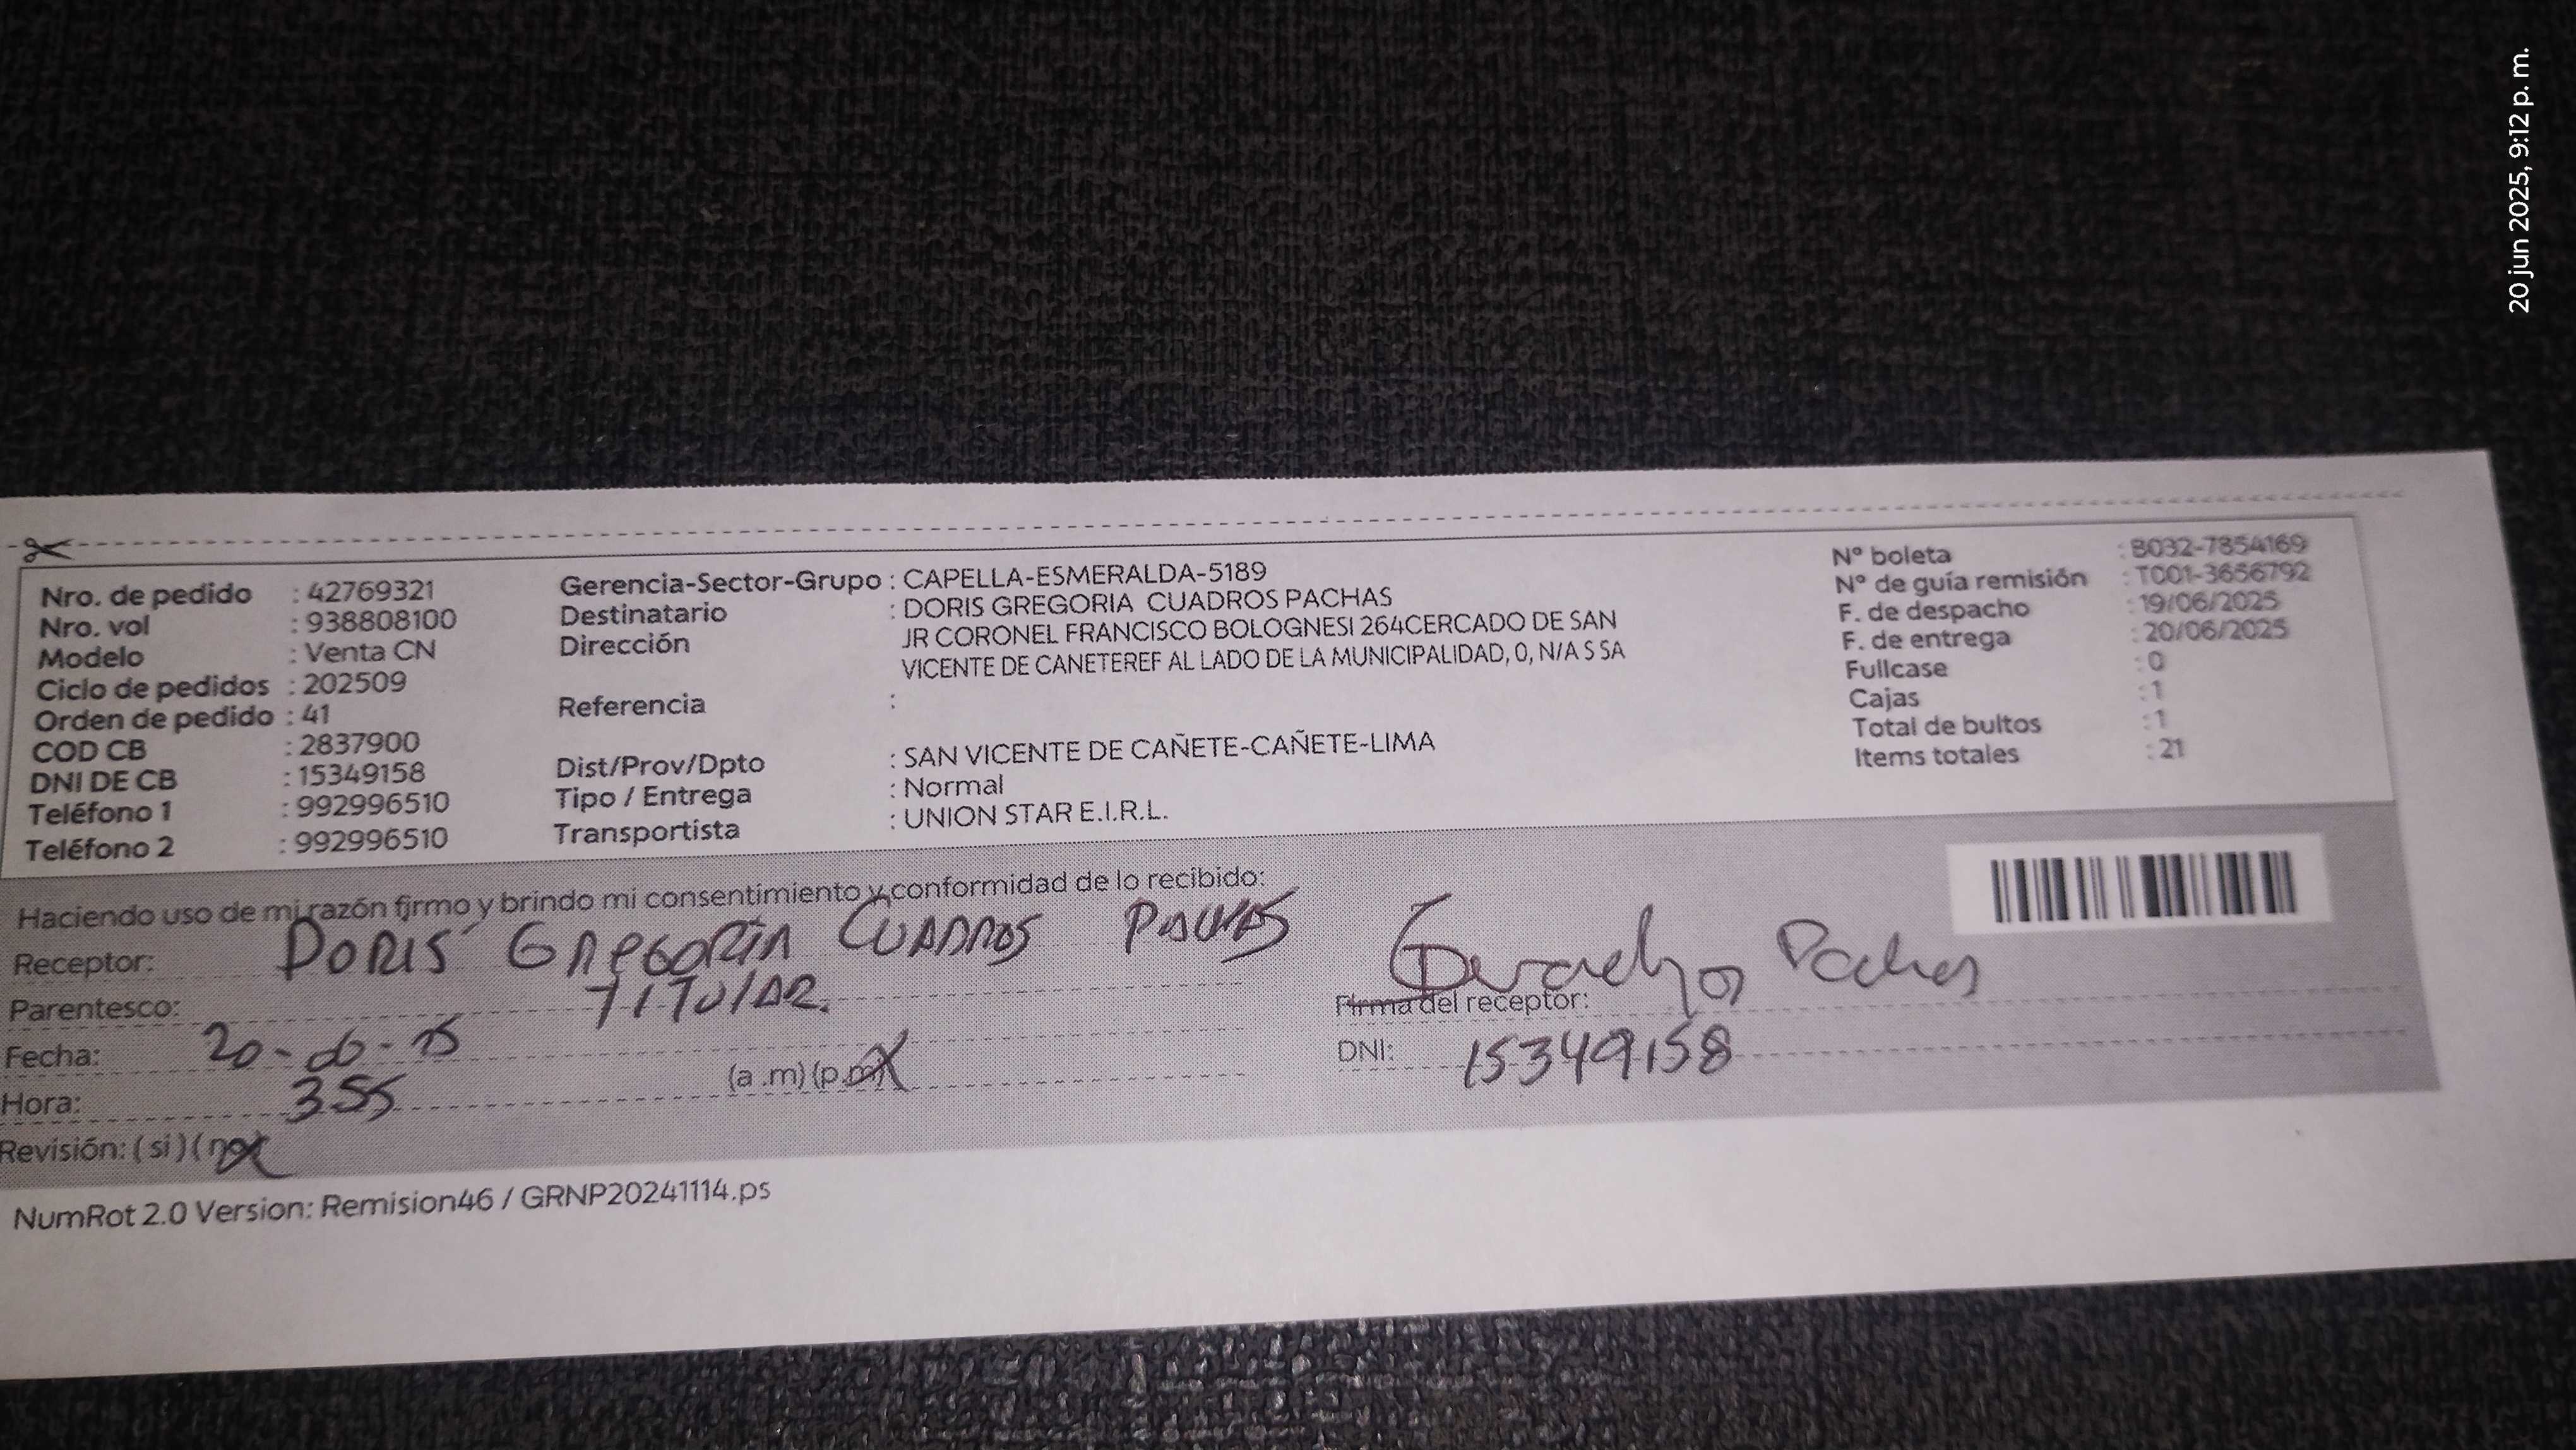 20 jun 2025, 9:12 p. m.
Nro. de pedido : 42769321
Nro. vol : 938808100
Modelo : Venta CN
Ciclo de pedidos : 202509
Orden de pedido : 41
COD CB : 2837900
DNI DE CB : 15349158
Teléfono 1 : 992996510
Teléfono 2 : 992996510
Gerencia-Sector-Grupo : CAPELLA-ESMERALDA-5189
Destinatario : DORIS GREGORIA CUADROS PACHAS
Dirección JR CORONEL FRANCISCO BOLOGNESI 264CERCADO DE SAN
VICENTE DE CANETEREF AL LADO DE LA MUNICIPALIDAD, 0, N/A S SA
Referencia :
Dist/Prov/Dpto : SAN VICENTE DE CAÑETE-CAÑETE-LIMA
Tipo / Entrega : Normal
Transportista : UNION STAR E.I.R.L.
Nº boleta : B032-7854169
Nº de guía remisión : T001-3656792
F. de despacho : 19/06/2025
F. de entrega : 20/06/2025
Fullcase : 0
Cajas : 1
Total de bultos : 1
Items totales : 21
Haciendo uso de mi razón firmo y brindo mi consentimiento y conformidad de lo recibido:
Receptor: DORIS GREGORIA CUADROS PACHAS
Parentesco: TITULAR.
Fecha: 20-06-25
Hora: 355 (a .m) (p.m)
Revisión: ( si ) ( no )
Firma del receptor: Pachas
DNI: 15349158
NumRot 2.0 Version: Remision46 / GRNP20241114.ps